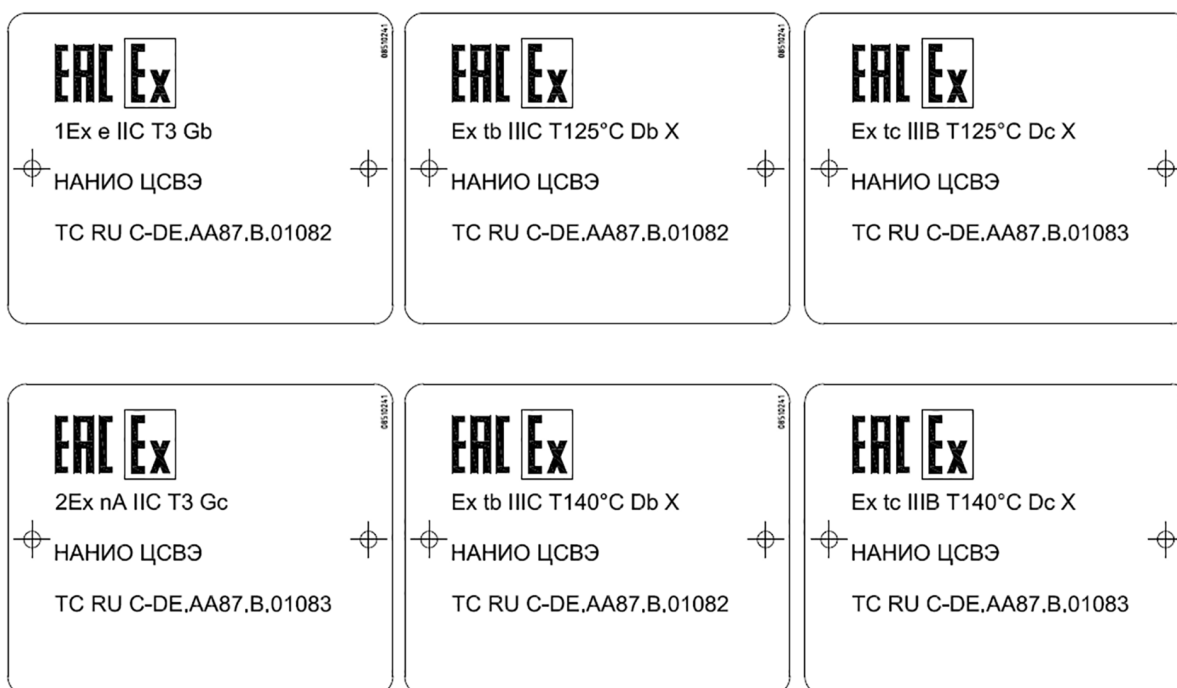 EAC Ex
08510241
1Ex e IIC T3 Gb
НАНИО ЦСВЭ
TC RU C-DE.AA87.B.01082
EAC Ex
08510241
Ex tb IIIC T125°C Db X
НАНИО ЦСВЭ
TC RU C-DE.AA87.B.01082
EAC Ex
Ex tc IIIB T125°C Dc X
НАНИО ЦСВЭ
TC RU C-DE.AA87.B.01083
EAC Ex
08510241
2Ex nA IIC T3 Gc
НАНИО ЦСВЭ
TC RU C-DE.AA87.B.01083
EAC Ex
08510241
Ex tb IIIC T140°C Db X
НАНИО ЦСВЭ
TC RU C-DE.AA87.B.01082
EAC Ex
Ex tc IIIB T140°C Dc X
НАНИО ЦСВЭ
TC RU C-DE.AA87.B.01083